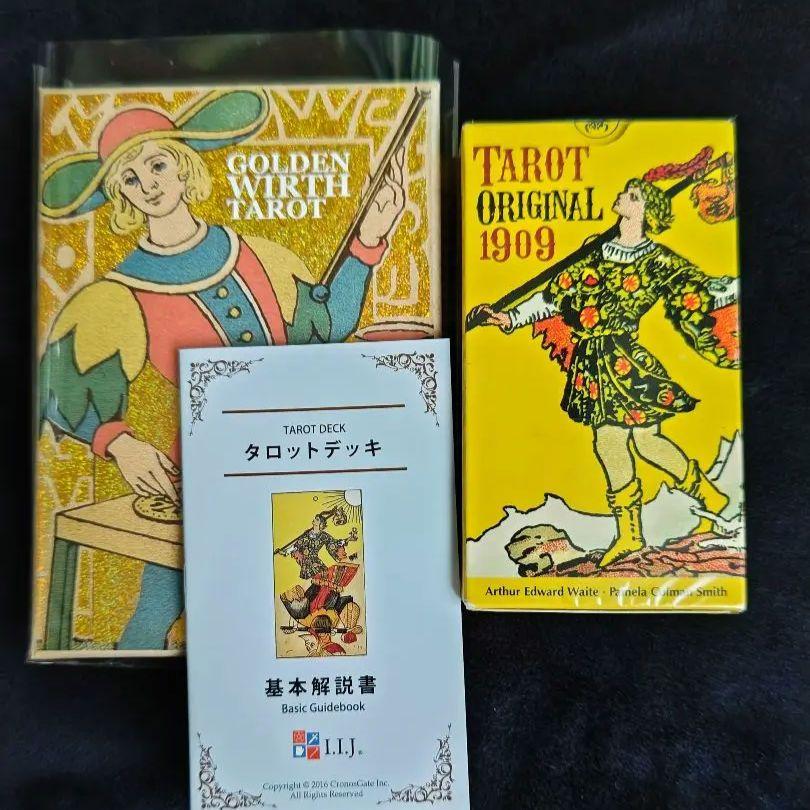 GOLDEN
WIRTH
TAROT
TAROT
ORIGINAL
1909
Arthur Edward Waite · Pamela Colman Smith
TAROT DECK
タロットデッキ
基本解説書
Basic Guidebook
I.I.J.
Copyright © 2016 CronosGate Inc.
All Rights Reserved